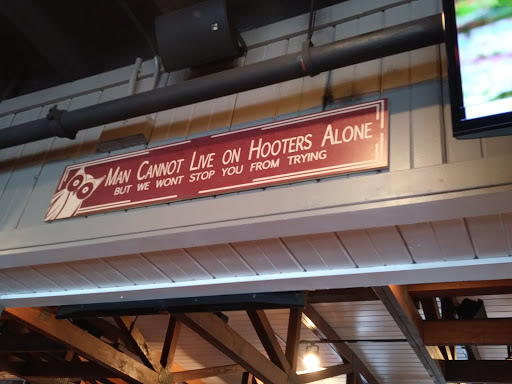 Man Cannot Live on Hooters Alone
BUT WE WONT STOP YOU FROM TRYING